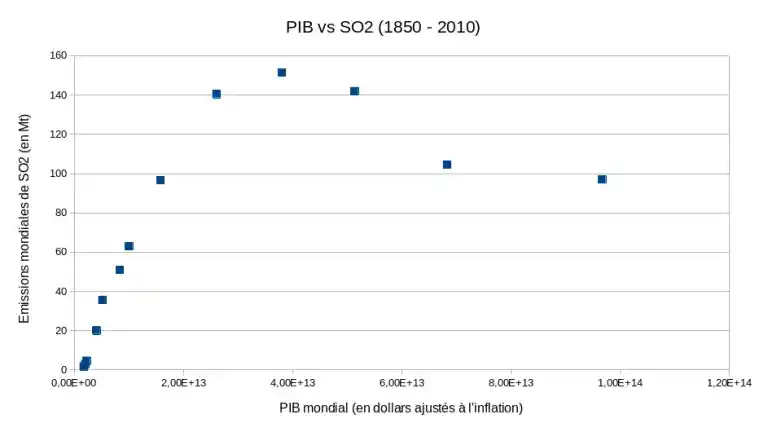 PIB vs SO2 (1850 - 2010)
Emissions mondiales de SO2 (en Mt)
160
140
120
100
80
60
40
20
0
0,00E+00 2,00E+13 4,00E+13 6,00E+13 8,00E+13 1,00E+14 1,20E+14
PIB mondial (en dollars ajustés à l'inflation)